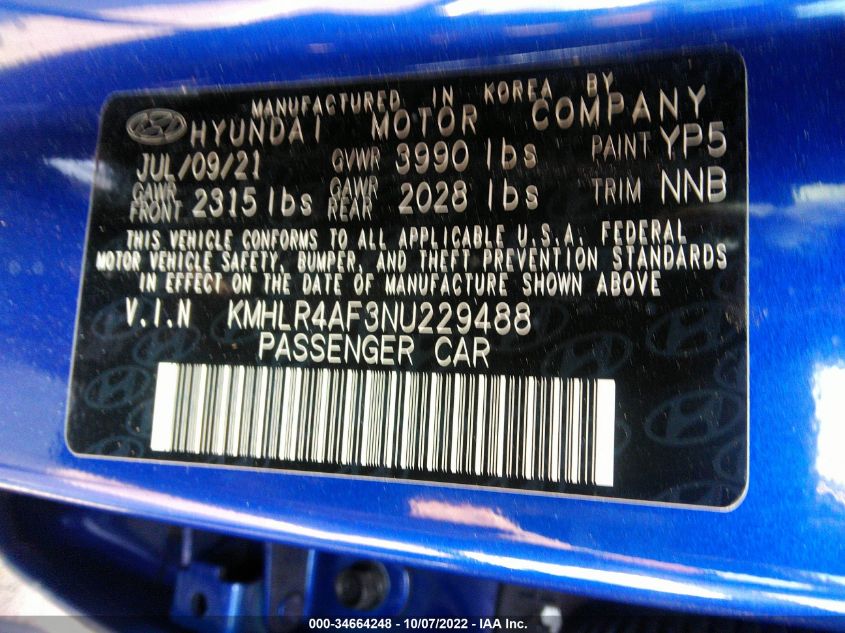 MANUFACTURED IN KOREA BY
HYUNDAI MOTOR COMPANY
JUL/09/21 GVWR 3990 lbs PAINT YP5
GAWR FRONT 2315 lbs GAWR REAR 2028 lbs TRIM NNB
THIS VEHICLE CONFORMS TO ALL APPLICABLE U.S.A. FEDERAL
MOTOR VEHICLE SAFETY, BUMPER, AND THEFT PREVENTION STANDARDS
IN EFFECT ON THE DATE OF MANUFACTURE SHOWN ABOVE
V.I.N KMHLR4AF3NU229488
PASSENGER CAR
000-34664248 - 10/07/2022 - IAA Inc.